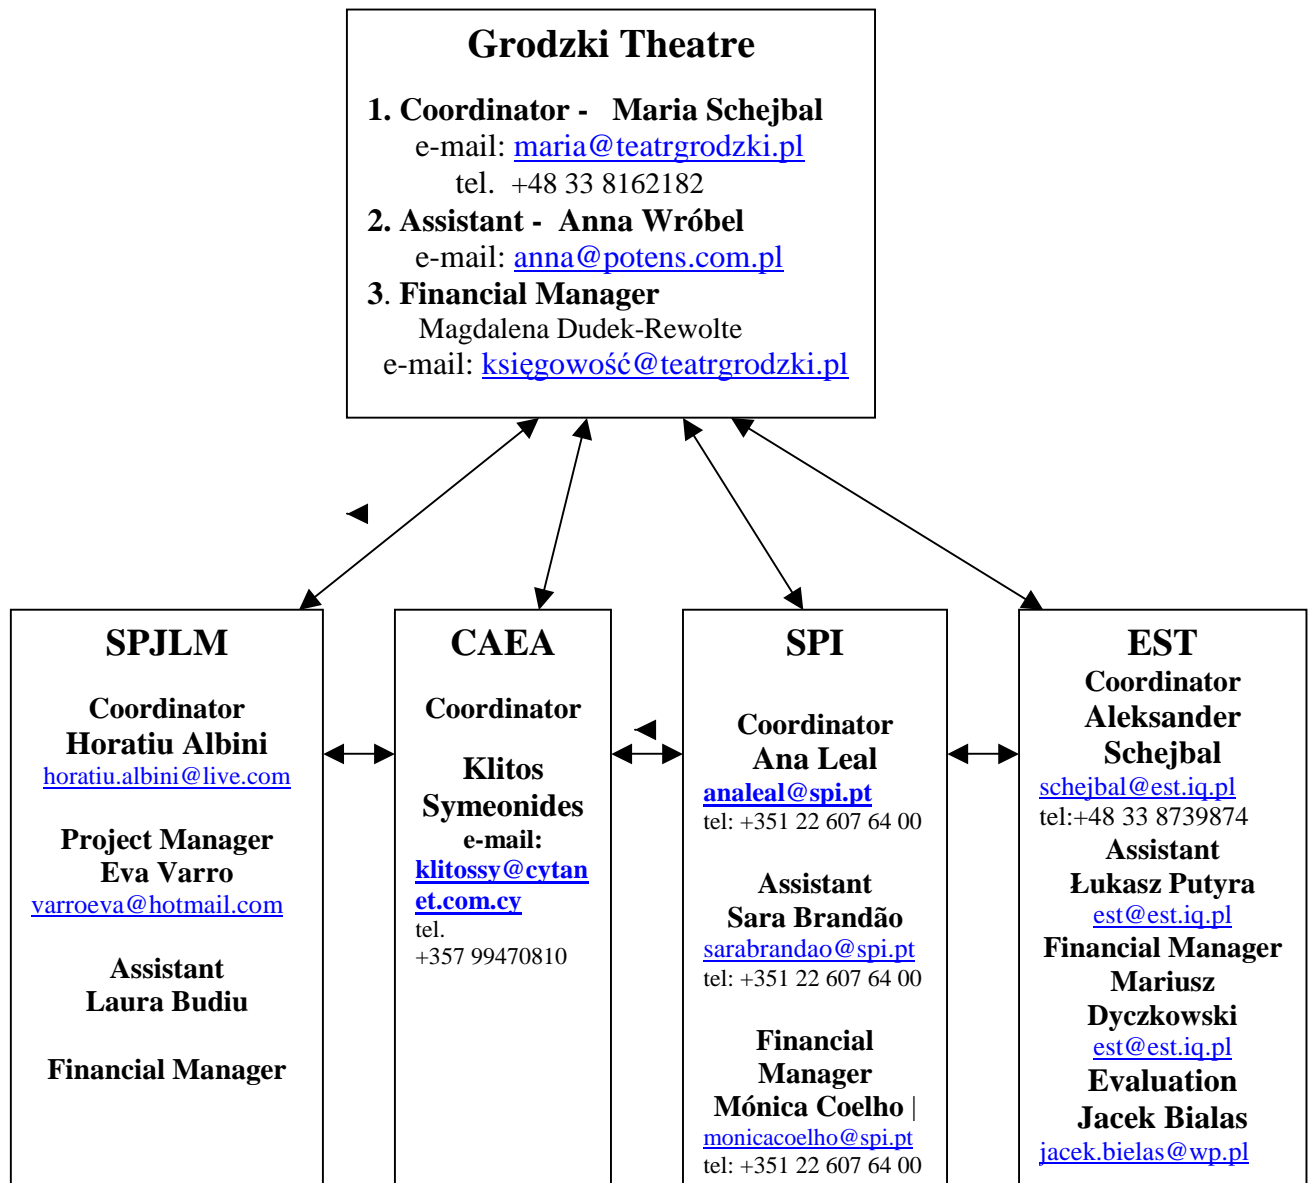 Grodzki Theatre
1. Coordinator - Maria Schejbal
e-mail: maria@teatrgrodzki.pl
tel. +48 33 8162182
2. Assistant - Anna Wróbel
e-mail: anna@potens.com.pl
3. Financial Manager
Magdalena Dudek-Rewolte
e-mail: księgowość@teatrgrodzki.pl
SPJLM
Coordinator
Horatiu Albini
horatiu.albini@live.com
Project Manager
Eva Varro
varroeva@hotmail.com
Assistant
Laura Budiu
Financial Manager
CAEA
Coordinator
Klitos
Symeonides
e-mail:
klitossy@cytan
et.com.cy
tel.
+357 99470810
SPI
Coordinator
Ana Leal
analeal@spi.pt
tel: +351 22 607 64 00
Assistant
Sara Brandão
sarabrandao@spi.pt
tel: +351 22 607 64 00
Financial
Manager
Mónica Coelho |
monicacoelho@spi.pt
tel: +351 22 607 64 00
EST
Coordinator
Aleksander
Schejbal
schejbal@est.iq.pl
tel:+48 33 8739874
Assistant
Łukasz Putyra
est@est.iq.pl
Financial Manager
Mariusz
Dyczkowski
est@est.iq.pl
Evaluation
Jacek Bialas
jacek.bielas@wp.pl